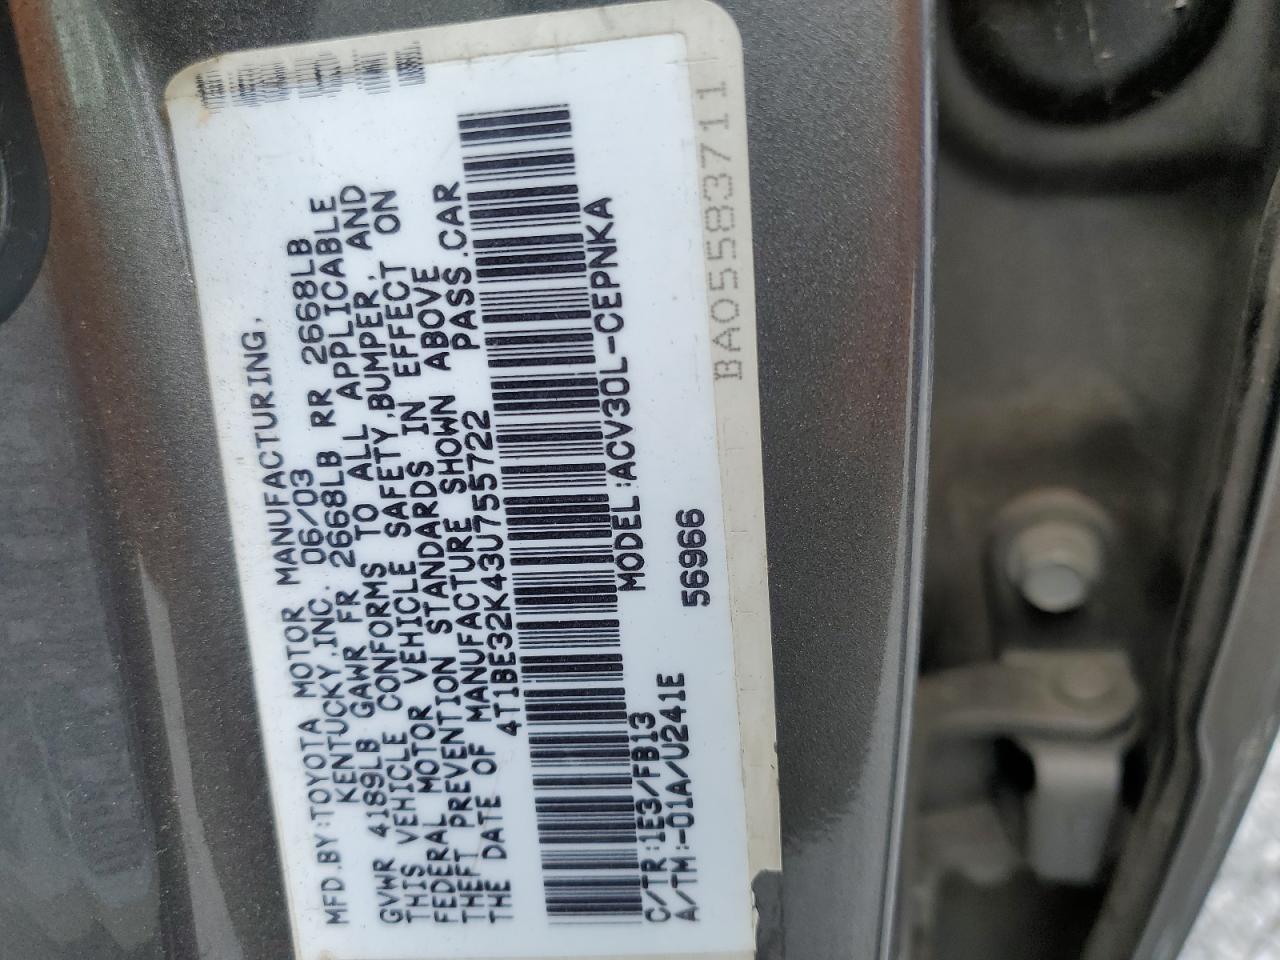 MFD.BY:TOYOTA MOTOR MANUFACTURING,
KENTUCKY,INC. 06/03
GVWR 4189LB GAWR FR 2668LB RR 2668LB
THIS VEHICLE CONFORMS TO ALL APPLICABLE
FEDERAL MOTOR VEHICLE SAFETY,BUMPER, AND
THEFT PREVENTION STANDARDS IN EFFECT ON
THE DATE OF MANUFACTURE SHOWN ABOVE
4T1BE32K43U755722 PASS.CAR
MODEL:ACV30L-CEPNKA
C/TR:1E3/FB13
A/TM:-01A/U241E 56966
BA05583711